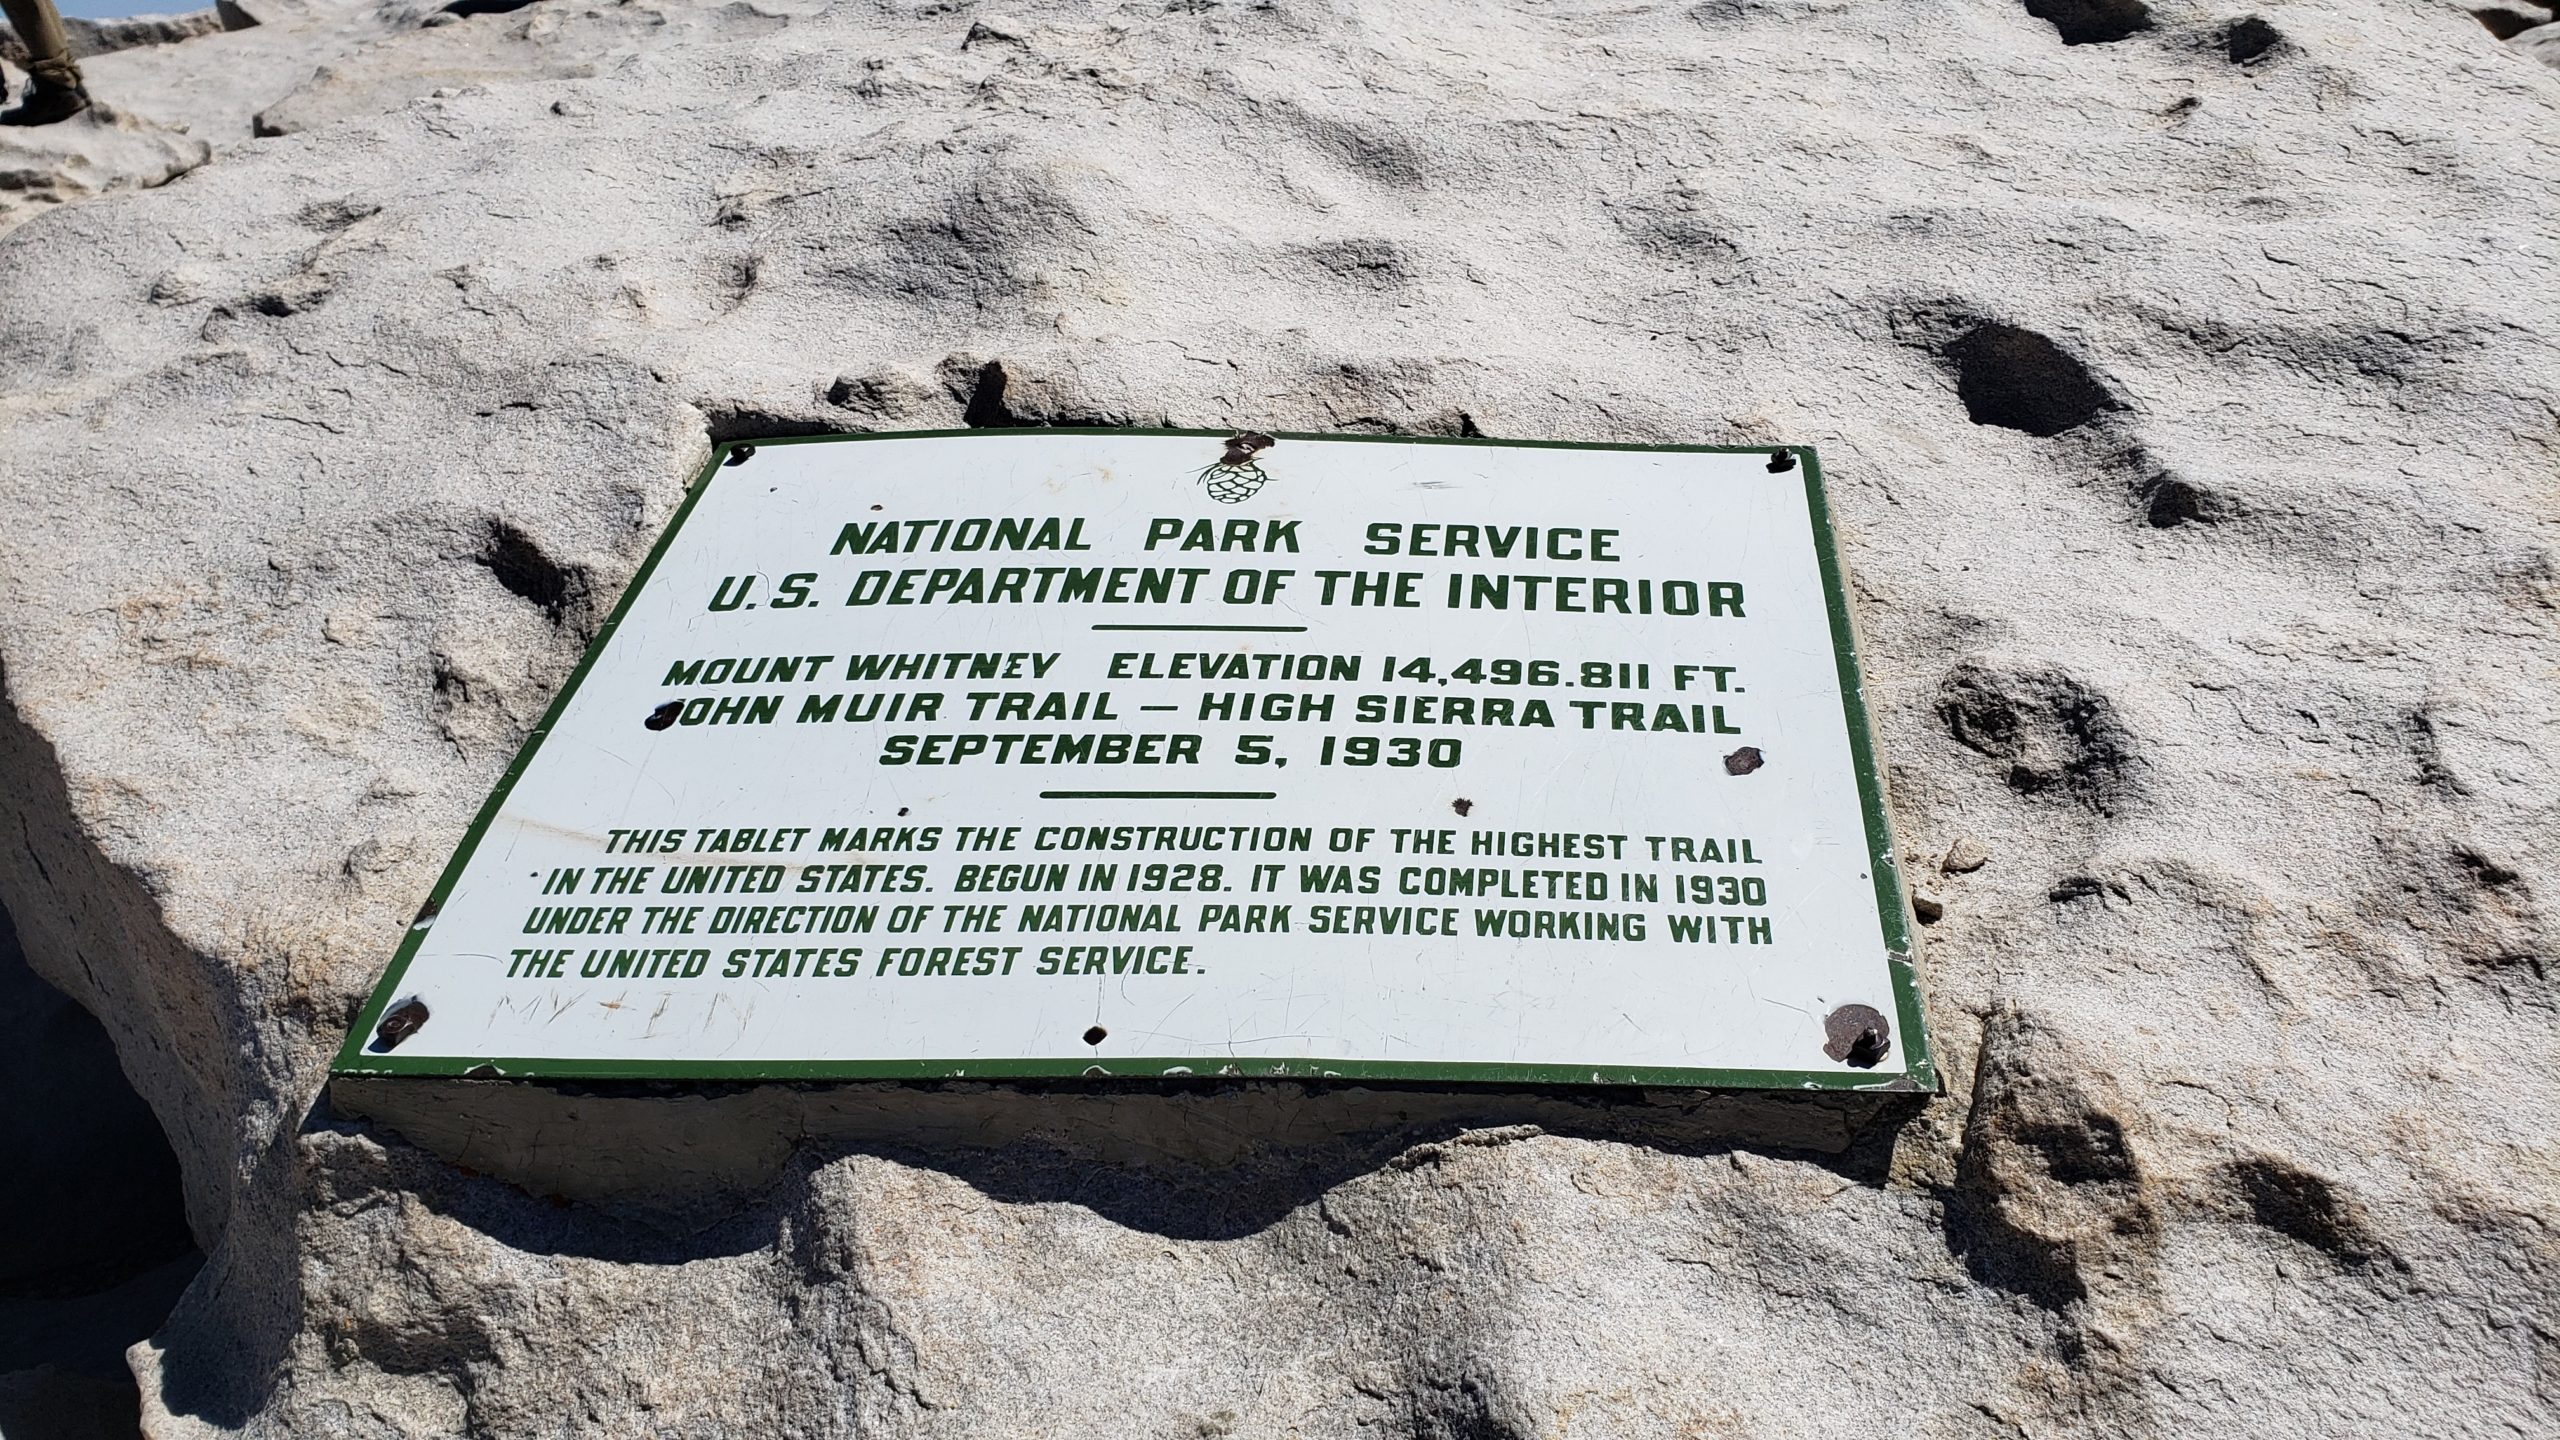 NATIONAL PARK SERVICE
U.S. DEPARTMENT OF THE INTERIOR
MOUNT WHITNEY ELEVATION 14,496.811 FT.
JOHN MUIR TRAIL — HIGH SIERRA TRAIL
SEPTEMBER 5, 1930
THIS TABLET MARKS THE CONSTRUCTION OF THE HIGHEST TRAIL
IN THE UNITED STATES. BEGUN IN 1928. IT WAS COMPLETED IN 1930
UNDER THE DIRECTION OF THE NATIONAL PARK SERVICE WORKING WITH
THE UNITED STATES FOREST SERVICE.